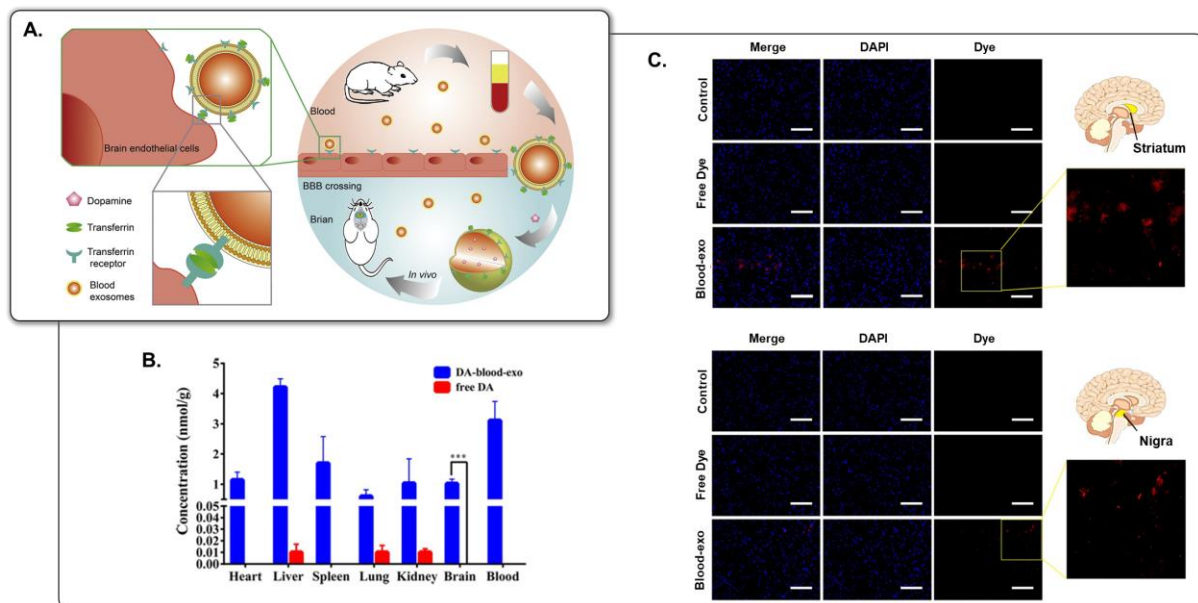 A.
Brain endothelial cells
Dopamine
Transferrin
Transferrin
receptor
Blood
exosomes
Blood
BBB crossing
Brian
In vivo
B.
Concentration (nmol/g)
5
4
3
2
1
0.05
0.04
0.03
0.02
0.01
0.00
DA-blood-exo
free DA
***
Heart Liver Spleen Lung Kidney Brain Blood
C.
Merge DAPI Dye
Control
Free Dye
Blood-exo
Striatum
Merge DAPI Dye
Control
Free Dye
Blood-exo
Nigra